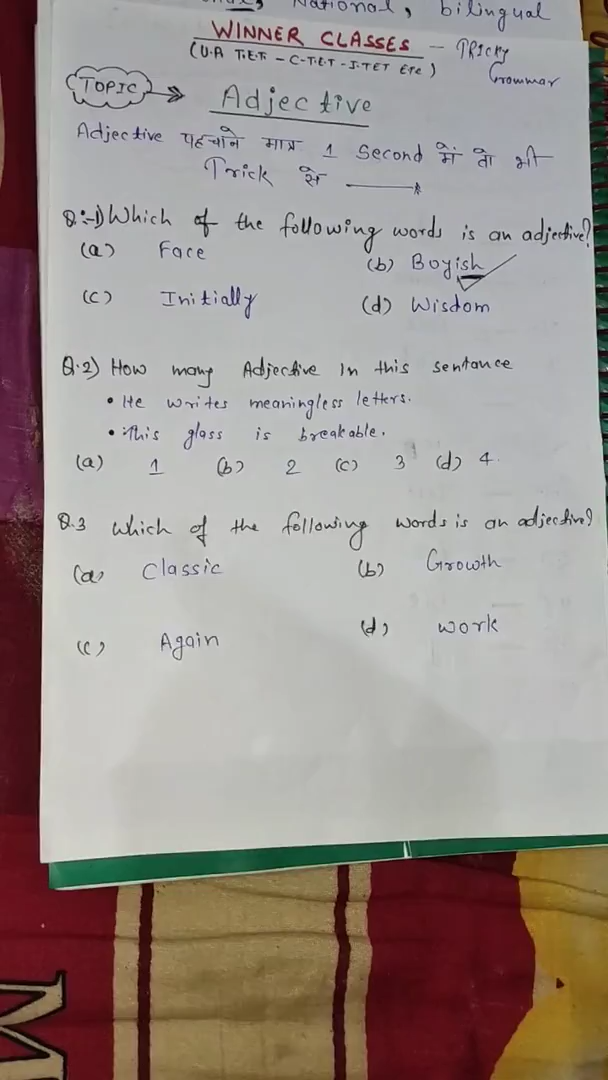 National, bilingual
WINNER CLASSES - TRICKY
(U.P T.E.T. - C-T.E.T - S.TET Etc) Grammar
TOPIC Adjective
Adjective पहचाने मात्र 1 Second में वो भी
Trick से
Q:-1) Which of the following words is an adjective?
(a) Face (b) Boyish
(c) Initially (d) Wisdom
Q.2) How many Adjective In this sentance
• He writes meaningless letters.
• This glass is breakable.
(a) 1 (b) 2 (c) 3 (d) 4.
Q.3 Which of the following words is an adjective?
(a) Classic (b) Growth
(c) Again (d) work
M